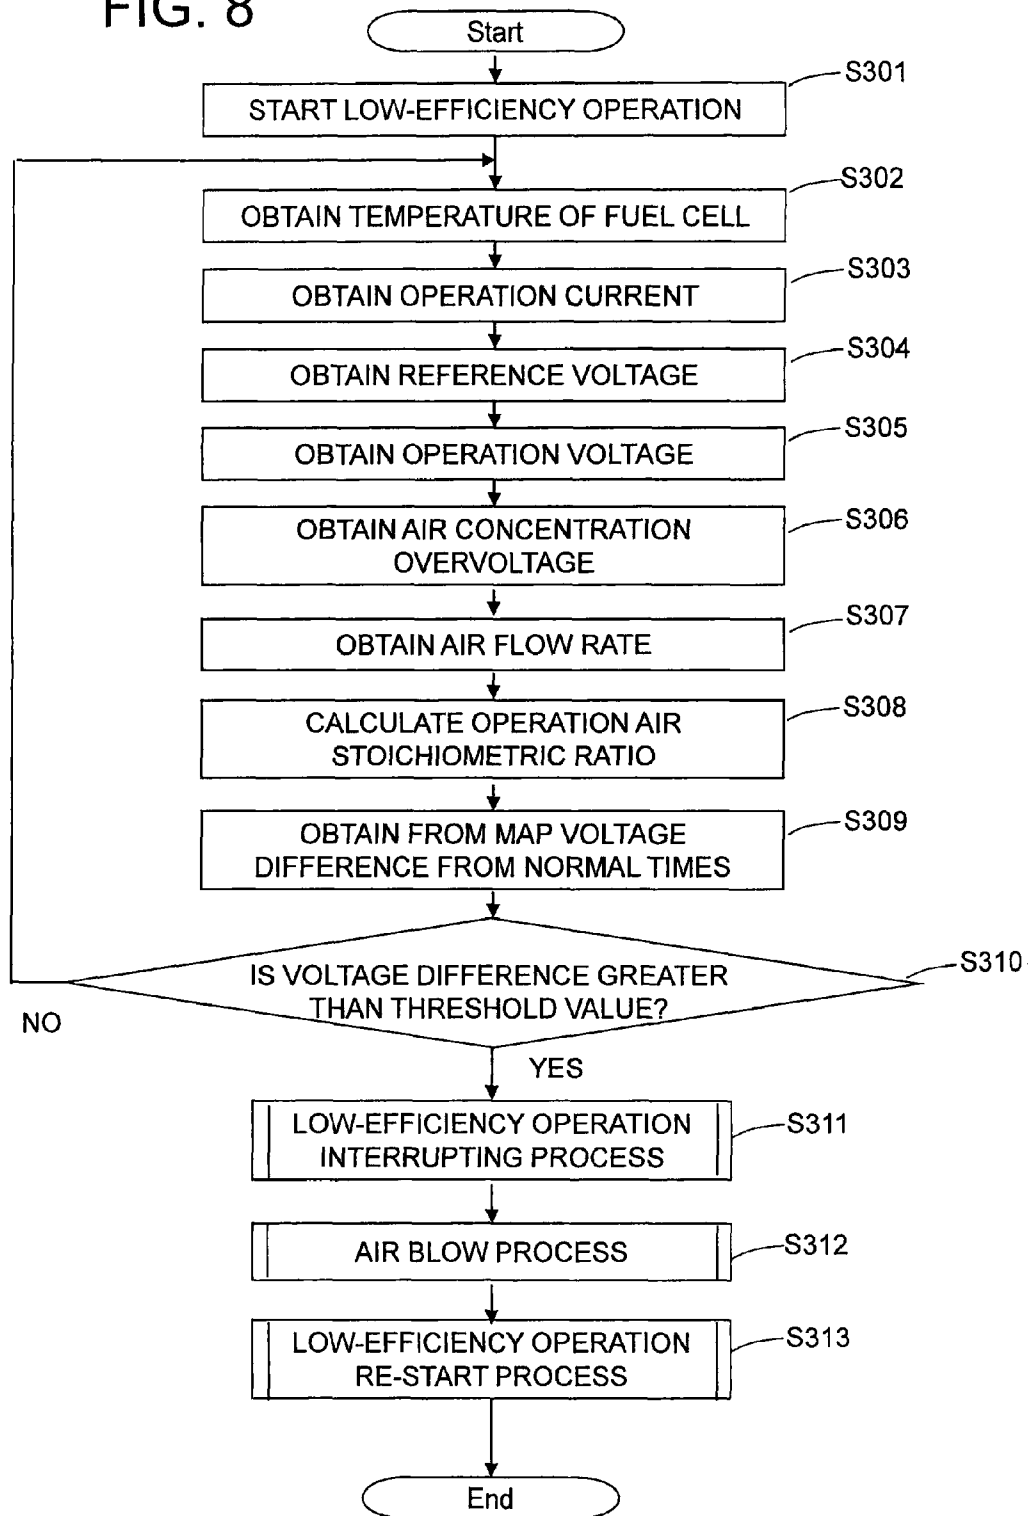 FIG. 8
Start
START LOW-EFFICIENCY OPERATION
S301
OBTAIN TEMPERATURE OF FUEL CELL
S302
OBTAIN OPERATION CURRENT
S303
OBTAIN REFERENCE VOLTAGE
S304
OBTAIN OPERATION VOLTAGE
S305
OBTAIN AIR CONCENTRATION
OVERVOLTAGE
S306
OBTAIN AIR FLOW RATE
S307
CALCULATE OPERATION AIR
STOICHIOMETRIC RATIO
S308
OBTAIN FROM MAP VOLTAGE
DIFFERENCE FROM NORMAL TIMES
S309
IS VOLTAGE DIFFERENCE GREATER
THAN THRESHOLD VALUE?
S310
NO
YES
LOW-EFFICIENCY OPERATION
INTERRUPTING PROCESS
S311
AIR BLOW PROCESS
S312
LOW-EFFICIENCY OPERATION
RE-START PROCESS
S313
End